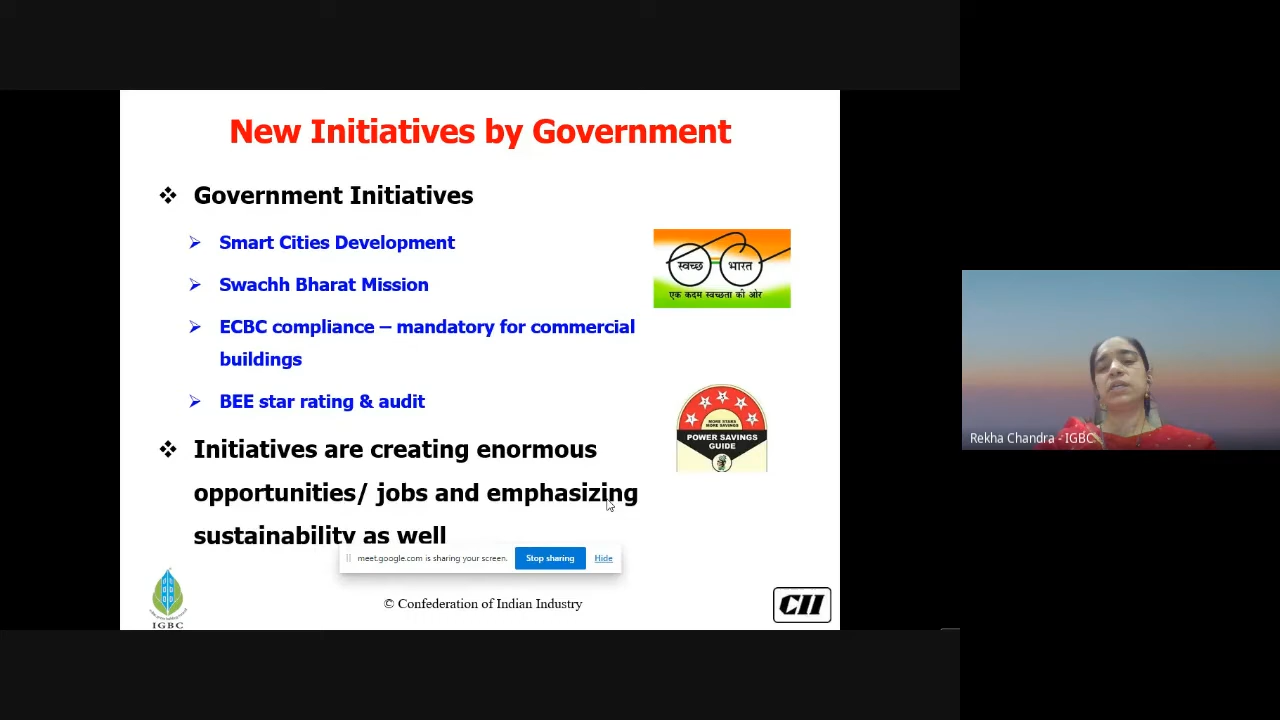 New Initiatives by Government
Government Initiatives
Smart Cities Development
Swachh Bharat Mission
ECBC compliance – mandatory for commercial
buildings
BEE star rating & audit
Initiatives are creating enormous
opportunities/ jobs and emphasizing
sustainability as well
स्वच्छ भारत
एक कदम स्वच्छता की ओर
MORE STARS
MORE SAVINGS
POWER SAVINGS
GUIDE
meet.google.com is sharing your screen.
Stop sharing
Hide
IGBC
© Confederation of Indian Industry
CII
Rekha Chandra - IGBC